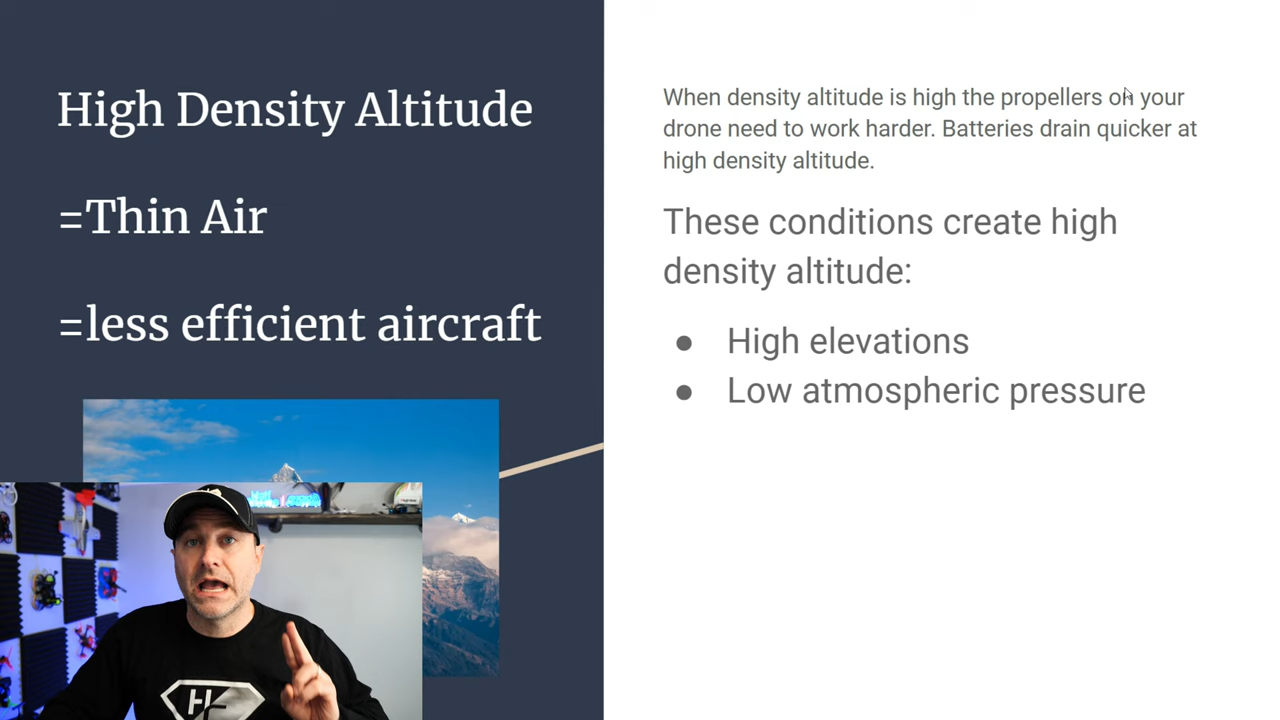 High Density Altitude
=Thin Air
=less efficient aircraft
When density altitude is high the propellers on your
drone need to work harder. Batteries drain quicker at
high density altitude.
These conditions create high
density altitude:
● High elevations
● Low atmospheric pressure